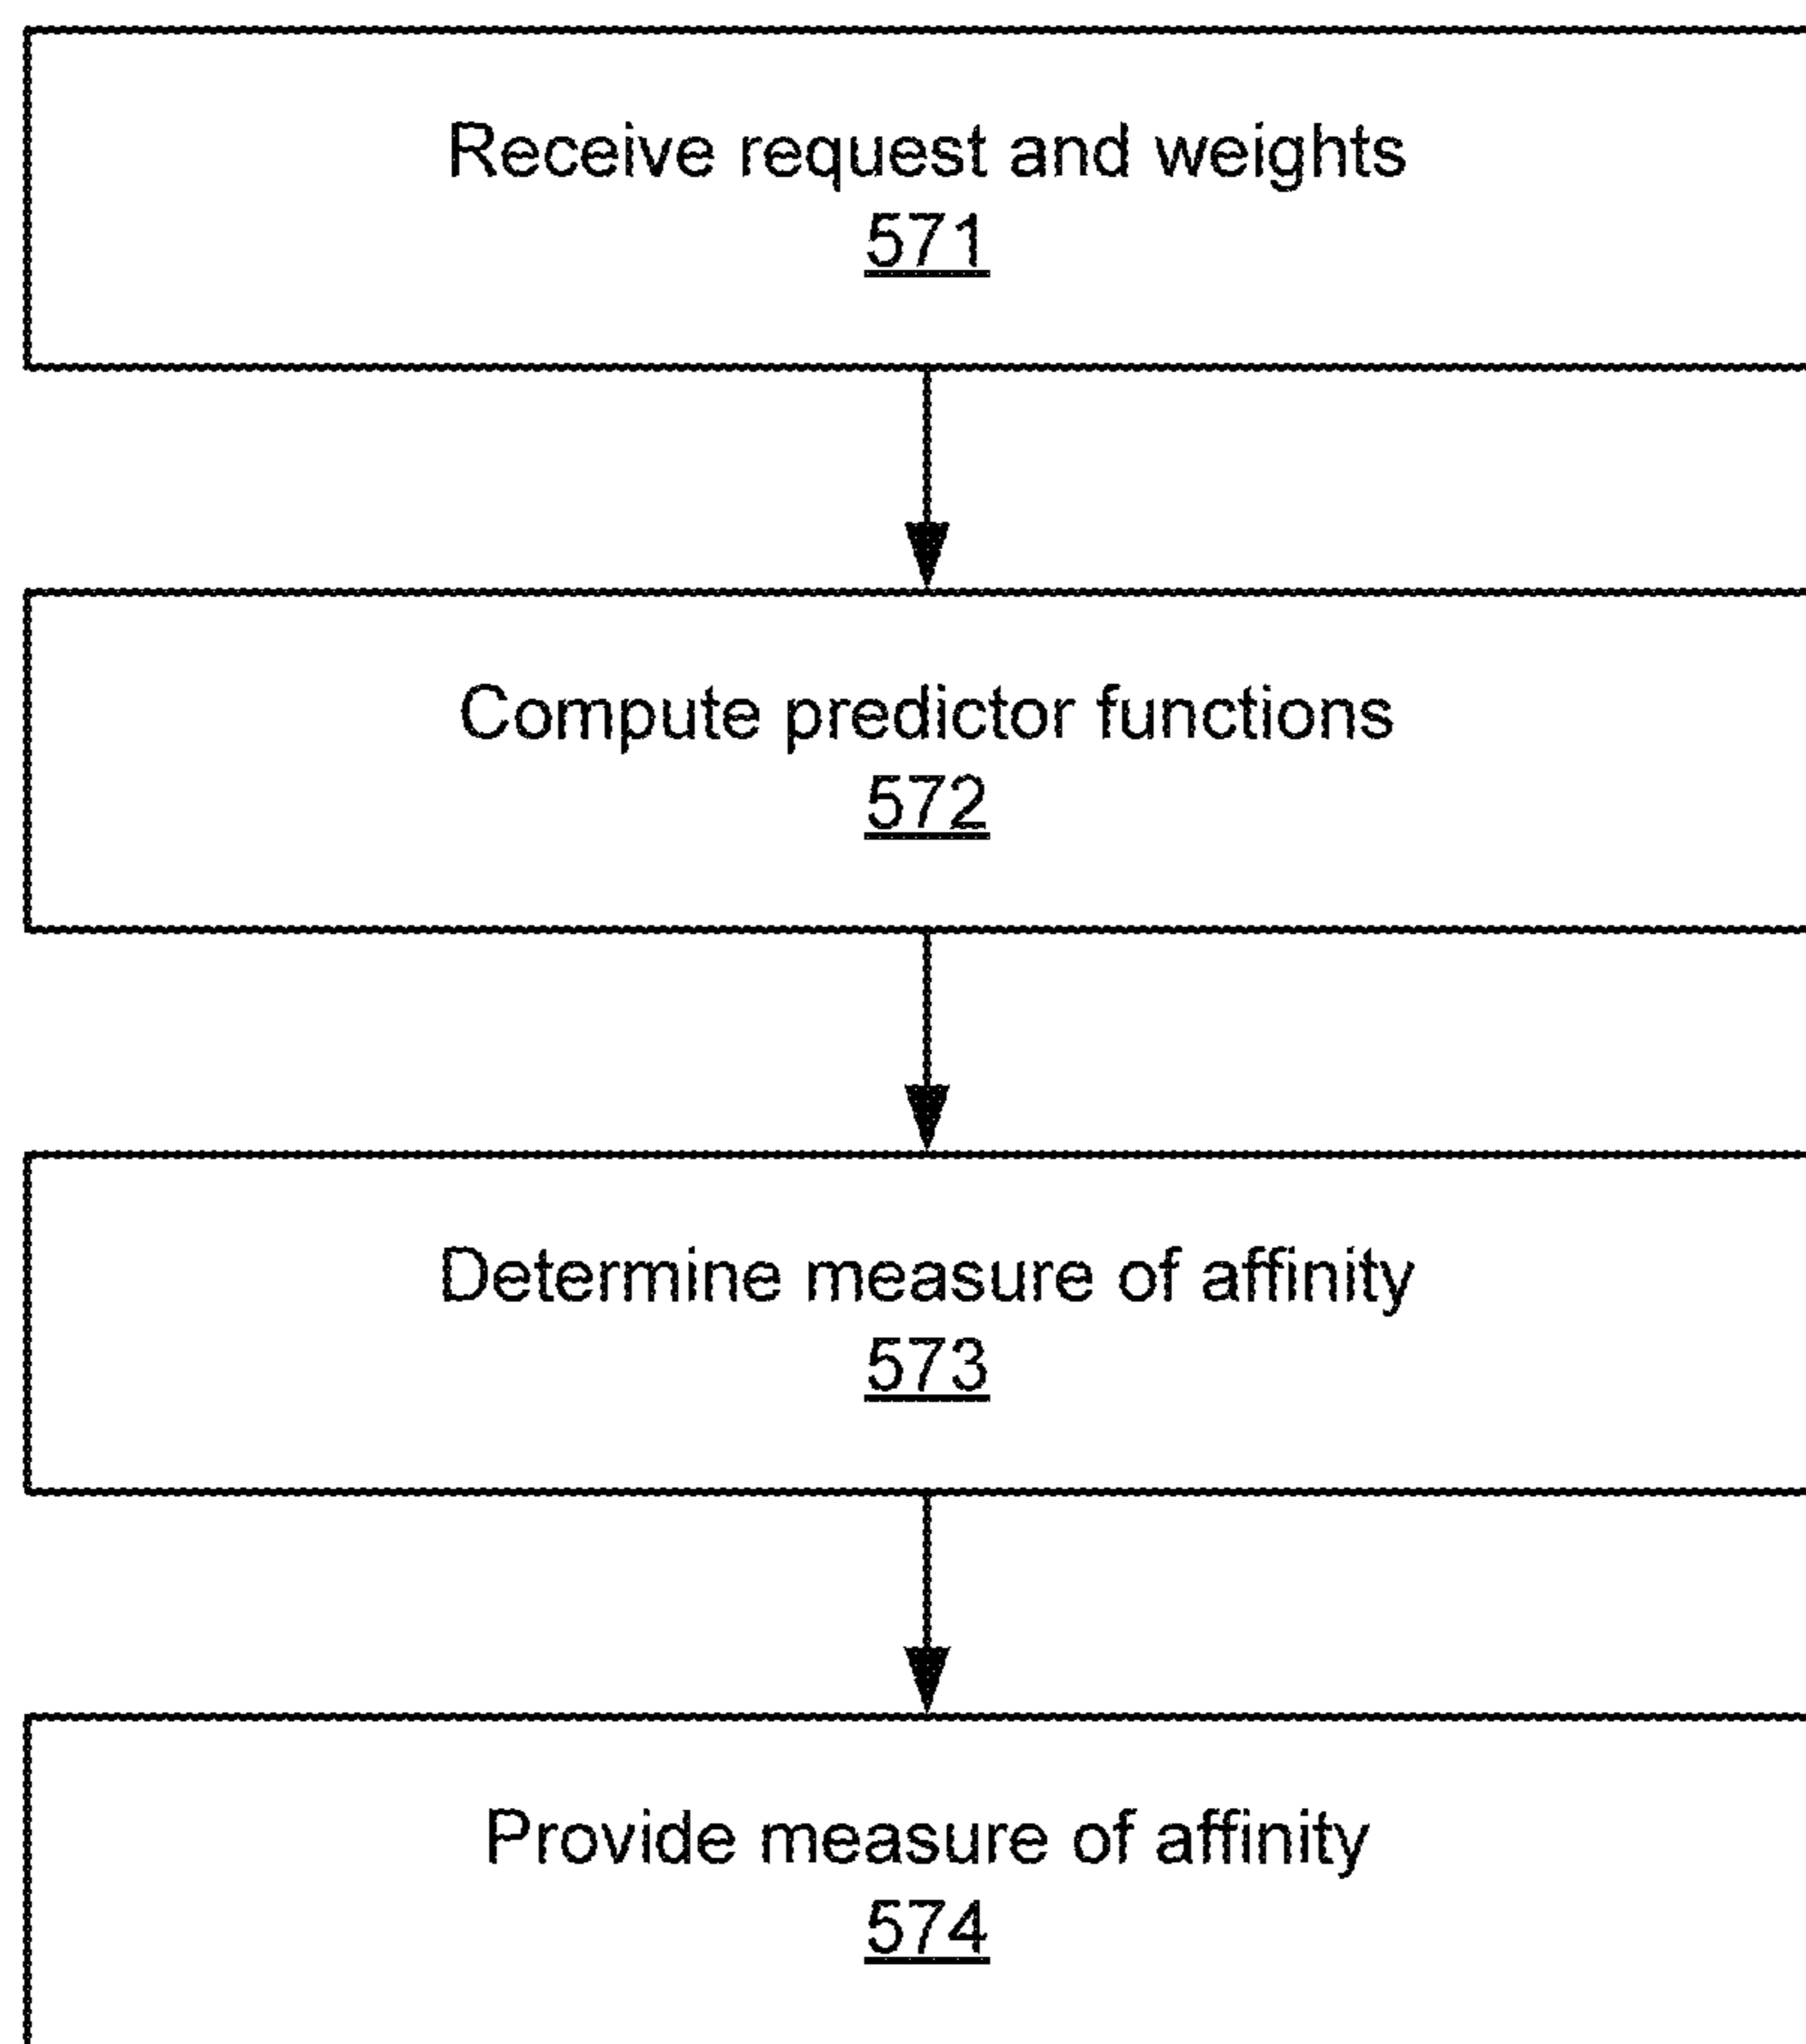 Receive request and weights
571
Compute predictor functions
572
Determine measure of affinity
573
Provide measure of affinity
574